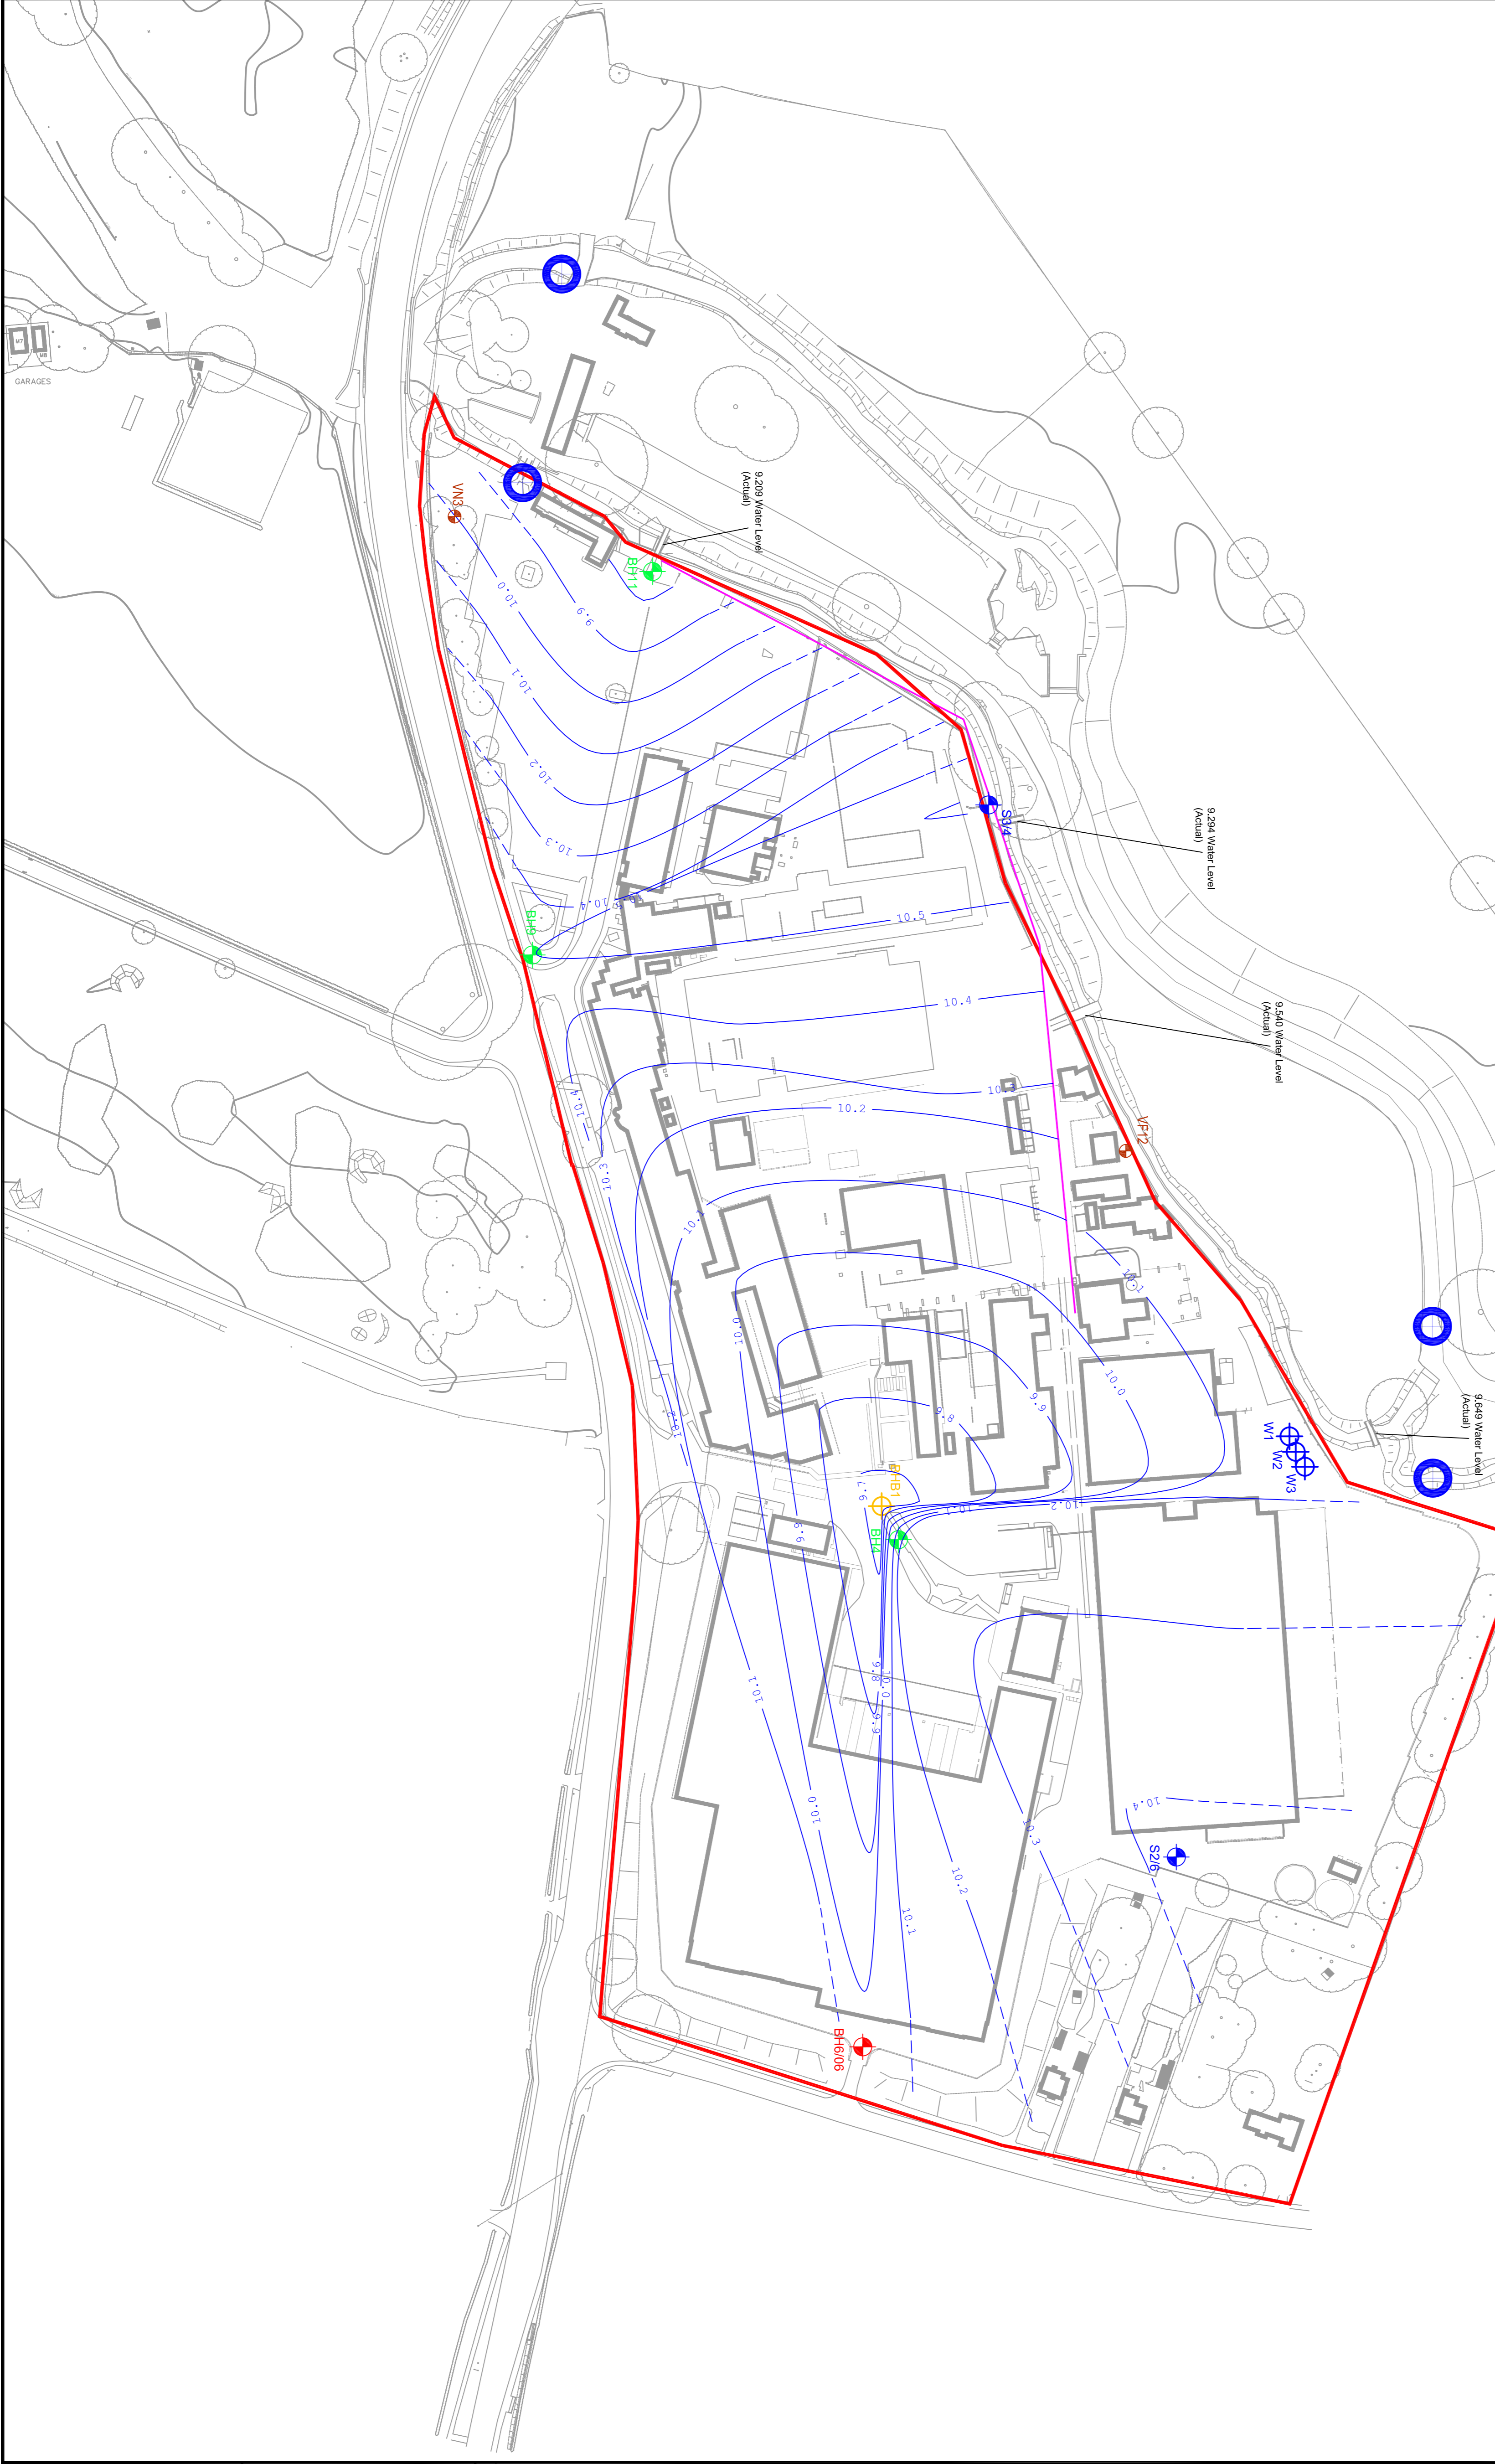 M7
M8
GARAGES
VN3
BH11
9.209 Water Level
(Actual)
9.9
10.0
10.1
10.2
10.3
10.4
BH9
S3/4
9.294 Water Level
(Actual)
10.5
10.4
9.540 Water Level
(Actual)
10.3
10.2
10.4
10.3
VF12
10.1
10.1
10.0
10.0
9.9
9.8
9.649 Water Level
(Actual)
W1
W2
W3
10.2
BHB1
9.7
BH4
10.1
10.2
9.9
9.8
10.0
9.9
10.1
10.0
10.3
10.4
10.2
10.1
S2/6
BH6/06